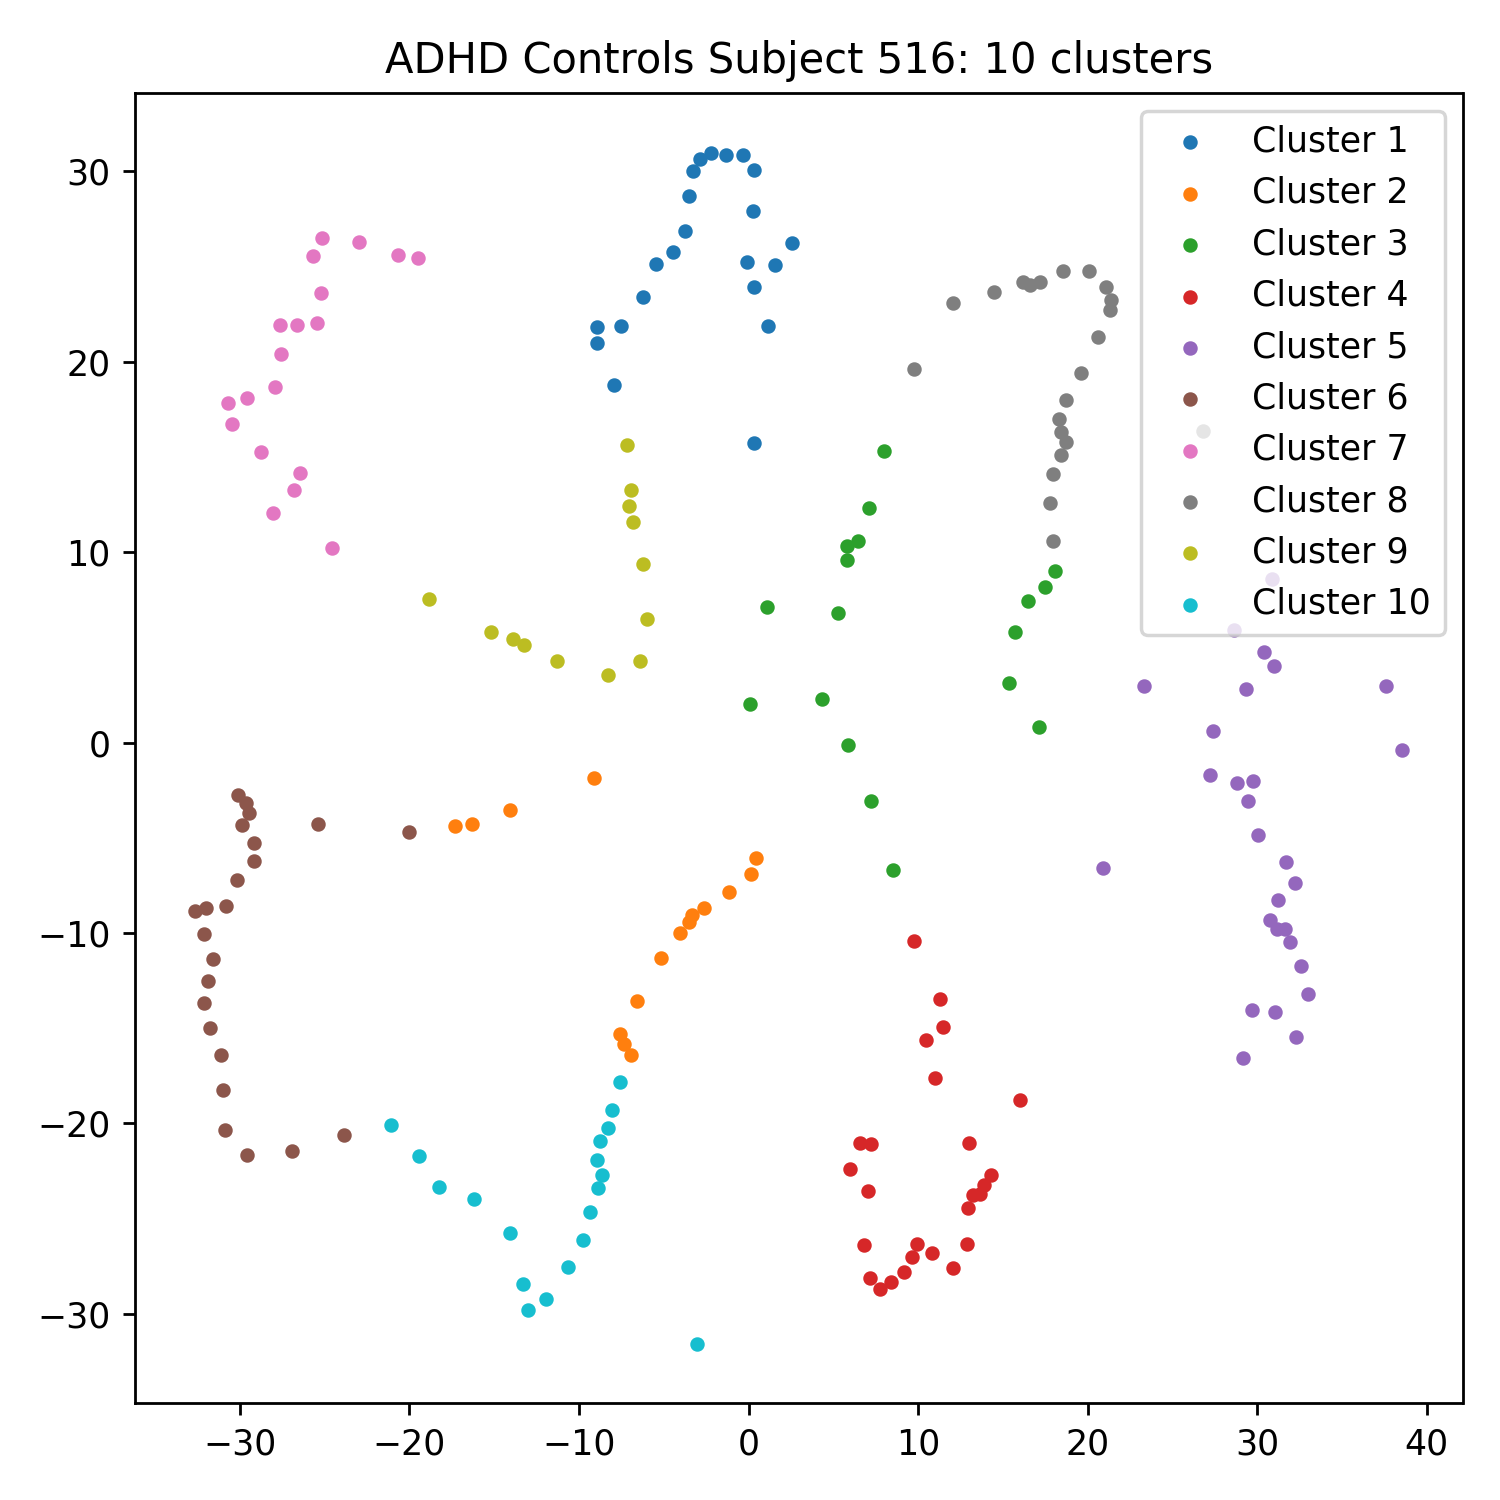 ADHD Controls Subject 516: 10 clusters
Cluster 1
Cluster 2
Cluster 3
Cluster 4
Cluster 5
Cluster 6
Cluster 7
Cluster 8
Cluster 9
Cluster 10
30
20
10
0
−10
−20
−30
−30 −20 −10 0 10 20 30 40